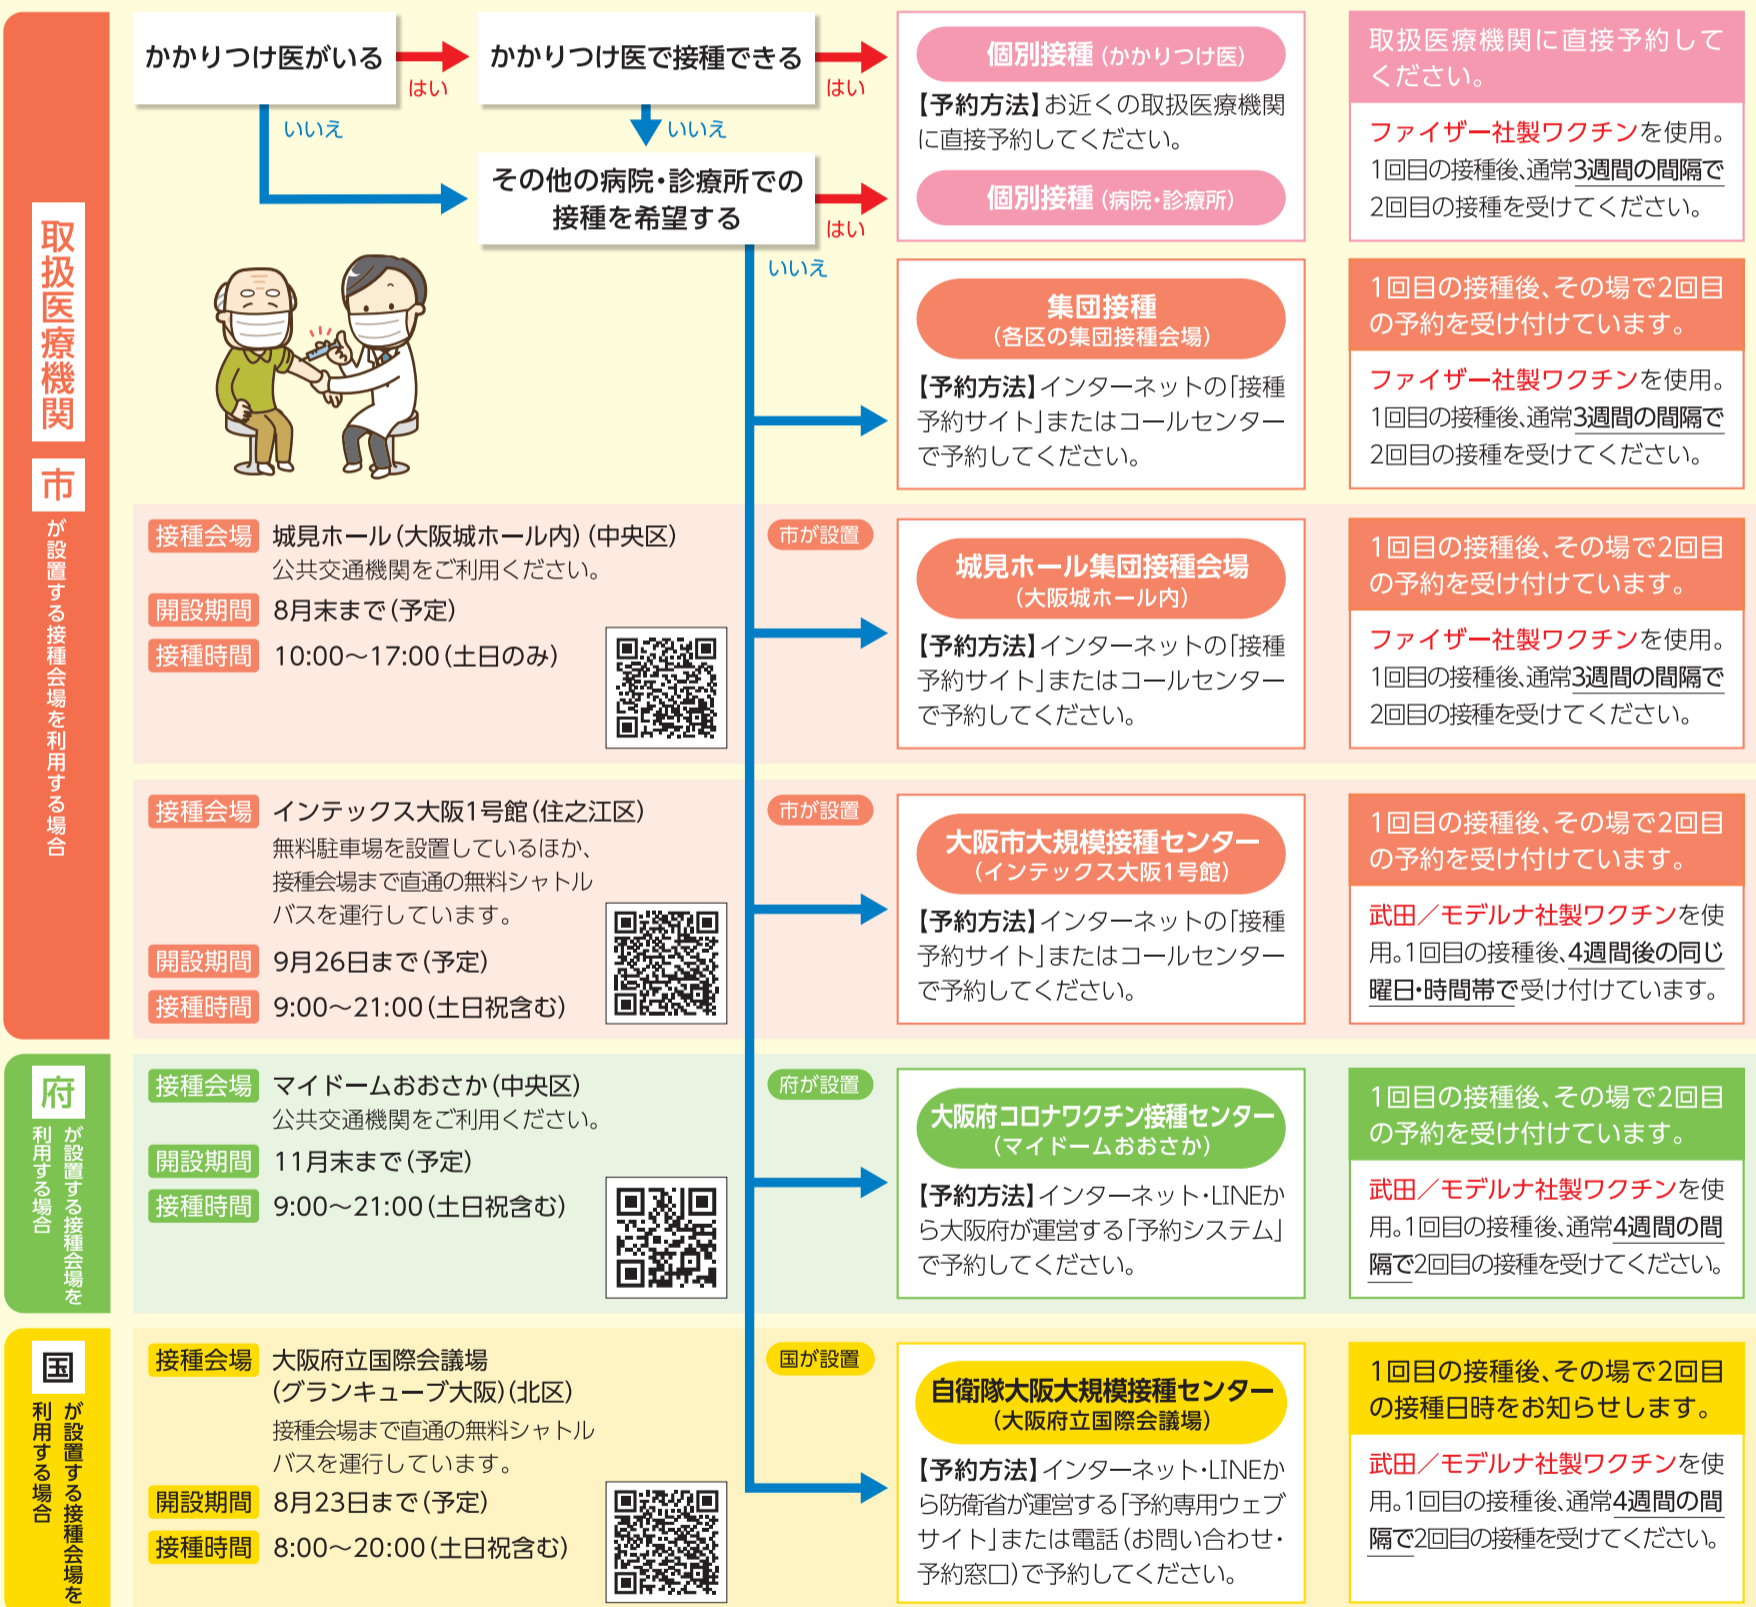 取扱医療機関
市
が設置する接種会場を利用する場合
かかりつけ医がいる
はい
いいえ
かかりつけ医で接種できる
はい
いいえ
その他の病院・診療所での
接種を希望する
はい
いいえ
個別接種(かかりつけ医)
【予約方法】お近くの取扱医療機関
に直接予約してください。
個別接種(病院・診療所)
取扱医療機関に直接予約して
ください。
ファイザー社製ワクチンを使用。
1回目の接種後、通常3週間の間隔で
2回目の接種を受けてください。
集団接種
(各区の集団接種会場)
【予約方法】インターネットの「接種
予約サイト」またはコールセンター
で予約してください。
1回目の接種後、その場で2回目
の予約を受け付けています。
ファイザー社製ワクチンを使用。
1回目の接種後、通常3週間の間隔で
2回目の接種を受けてください。
接種会場 城見ホール(大阪城ホール内)(中央区)
公共交通機関をご利用ください。
開設期間 8月末まで(予定)
接種時間 10:00〜17:00(土日のみ)
市が設置
城見ホール集団接種会場
(大阪城ホール内)
【予約方法】インターネットの「接種
予約サイト」またはコールセンター
で予約してください。
1回目の接種後、その場で2回目
の予約を受け付けています。
ファイザー社製ワクチンを使用。
1回目の接種後、通常3週間の間隔で
2回目の接種を受けてください。
接種会場 インテックス大阪1号館(住之江区)
無料駐車場を設置しているほか、
接種会場まで直通の無料シャトル
バスを運行しています。
開設期間 9月26日まで(予定)
接種時間 9:00〜21:00(土日祝含む)
市が設置
大阪市大規模接種センター
(インテックス大阪1号館)
【予約方法】インターネットの「接種
予約サイト」またはコールセンター
で予約してください。
1回目の接種後、その場で2回目
の予約を受け付けています。
武田／モデルナ社製ワクチンを使
用。1回目の接種後、4週間後の同じ
曜日・時間帯で受け付けています。
府
が設置する接種会場を
利用する場合
接種会場 マイドームおおさか(中央区)
公共交通機関をご利用ください。
開設期間 11月末まで(予定)
接種時間 9:00〜21:00(土日祝含む)
府が設置
大阪府コロナワクチン接種センター
(マイドームおおさか)
【予約方法】インターネット・LINEか
ら大阪府が運営する「予約システム」
で予約してください。
1回目の接種後、その場で2回目
の予約を受け付けています。
武田／モデルナ社製ワクチンを使
用。1回目の接種後、通常4週間の間
隔で2回目の接種を受けてください。
国
が設置する接種会場を
利用する場合
接種会場 大阪府立国際会議場
(グランキューブ大阪)(北区)
接種会場まで直通の無料シャトル
バスを運行しています。
開設期間 8月23日まで(予定)
接種時間 8:00〜20:00(土日祝含む)
国が設置
自衛隊大阪大規模接種センター
(大阪府立国際会議場)
【予約方法】インターネット・LINEか
ら防衛省が運営する「予約専用ウェブ
サイト」または電話(お問い合わせ・
予約窓口)で予約してください。
1回目の接種後、その場で2回目
の接種日時をお知らせします。
武田／モデルナ社製ワクチンを使
用。1回目の接種後、通常4週間の間
隔で2回目の接種を受けてください。